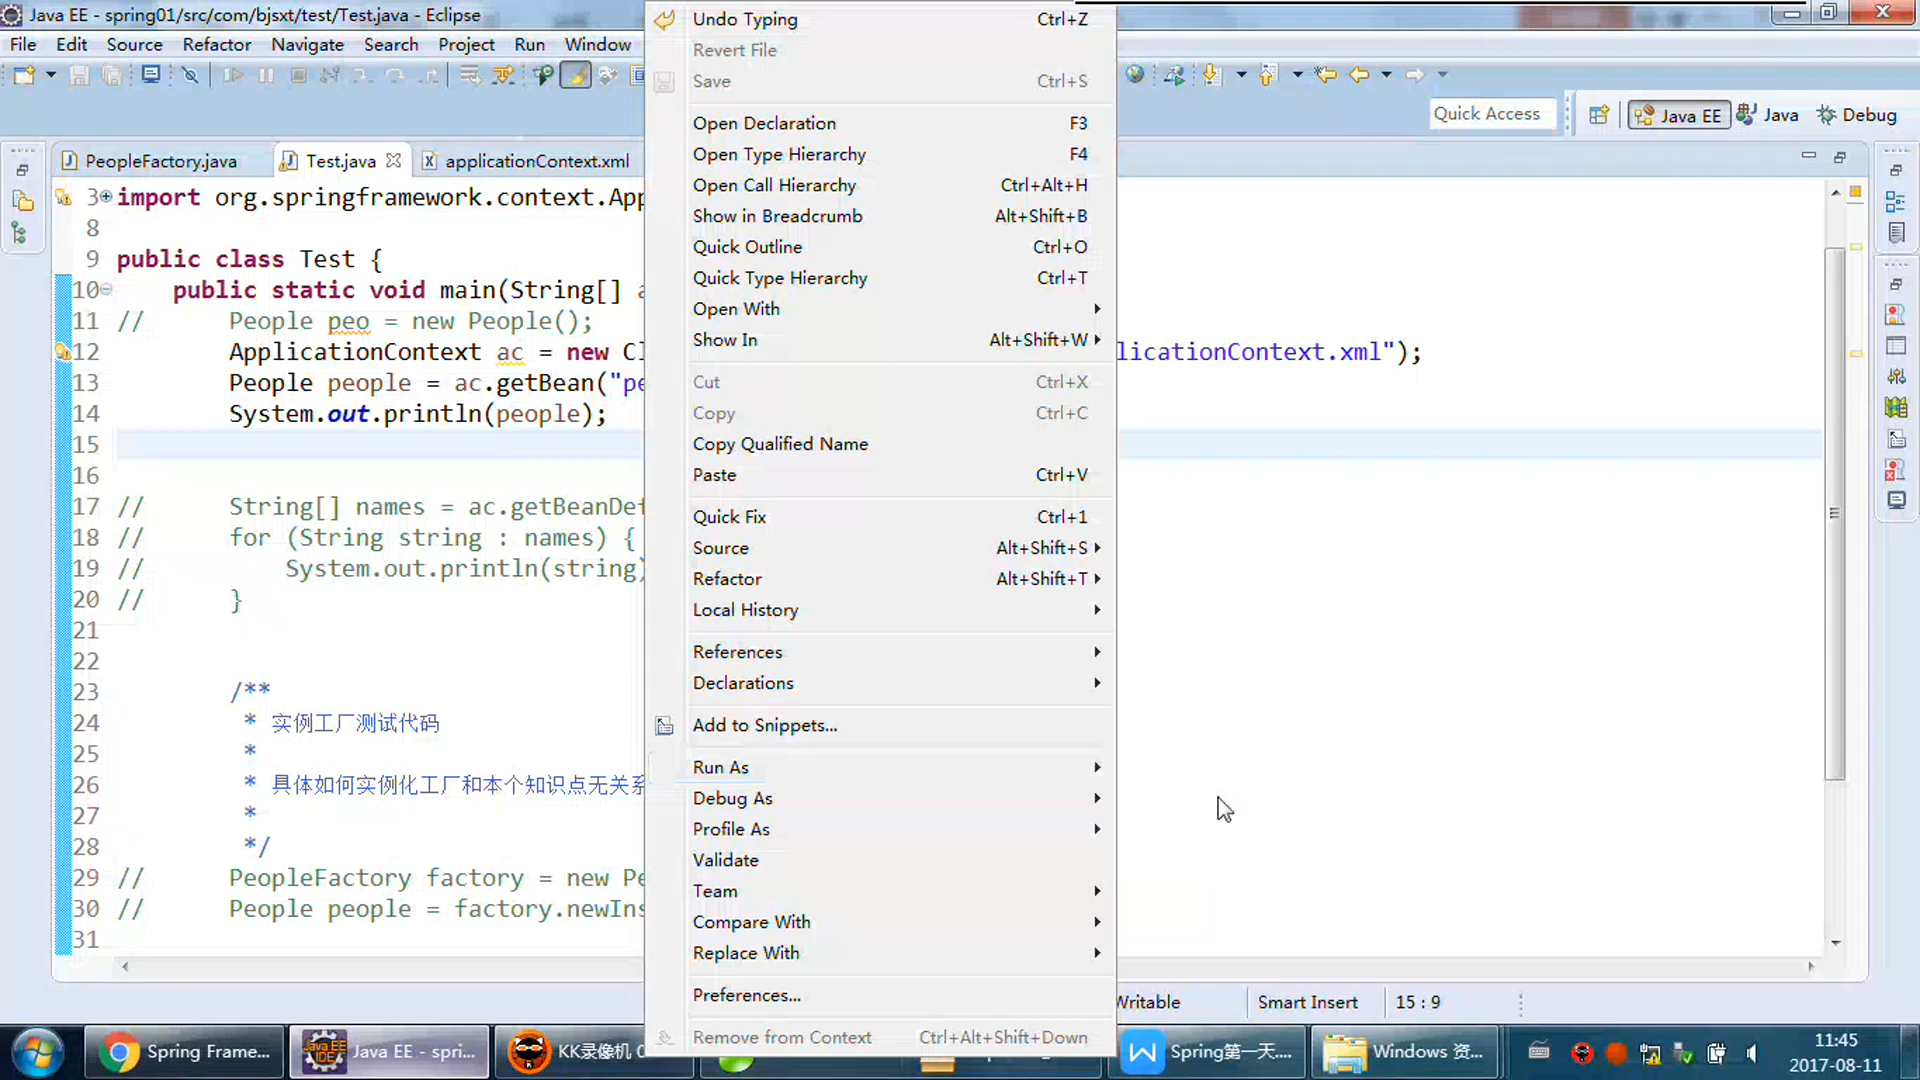 Java EE - spring01/src/com/bjsxt/test/Test.java - Eclipse
File Edit Source Refactor Navigate Search Project Run Window
Quick Access
Java EE
Java
Debug
PeopleFactory.java
Test.java
applicationContext.xml
3 import org.springframework.context.App
8
9 public class Test {
10 public static void main(String[] a
11 // People peo = new People();
12 ApplicationContext ac = new Cl licationContext.xml");
13 People people = ac.getBean("pe
14 System.out.println(people);
15
16
17 // String[] names = ac.getBeanDef
18 // for (String string : names) {
19 // System.out.println(string)
20 // }
21
22
23 /**
24 * 实例工厂测试代码
25 *
26 * 具体如何实例化工厂和本个知识点无关系
27 *
28 */
29 // PeopleFactory factory = new Pe
30 // People people = factory.newIns
31
Undo Typing Ctrl+Z
Revert File
Save Ctrl+S
Open Declaration F3
Open Type Hierarchy F4
Open Call Hierarchy Ctrl+Alt+H
Show in Breadcrumb Alt+Shift+B
Quick Outline Ctrl+O
Quick Type Hierarchy Ctrl+T
Open With
Show In Alt+Shift+W
Cut Ctrl+X
Copy Ctrl+C
Copy Qualified Name
Paste Ctrl+V
Quick Fix Ctrl+1
Source Alt+Shift+S
Refactor Alt+Shift+T
Local History
References
Declarations
Add to Snippets...
Run As
Debug As
Profile As
Validate
Team
Compare With
Replace With
Preferences...
Remove from Context Ctrl+Alt+Shift+Down
Writable
Smart Insert
15 : 9
Spring Frame...
Java EE - spri...
KK录像机
Spring第一天....
Windows 资...
11:45
2017-08-11